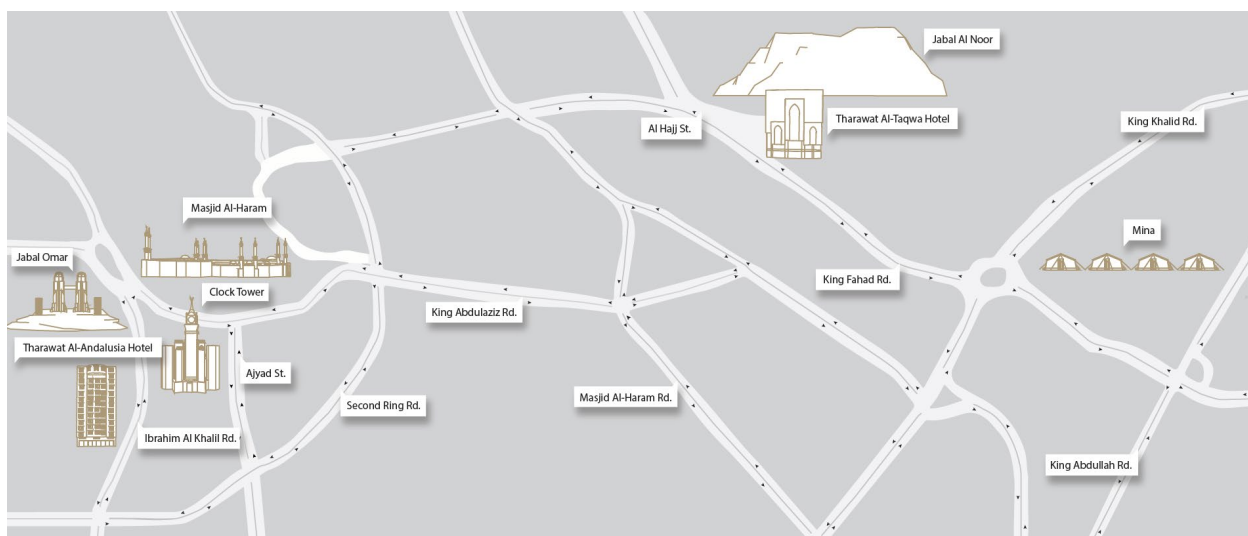 Jabal Al Noor
Tharawat Al-Taqwa Hotel
Al Hajj St.
King Khalid Rd.
Masjid Al-Haram
Mina
Jabal Omar
King Fahad Rd.
Clock Tower
King Abdulaziz Rd.
Tharawat Al-Andalusia Hotel
Ajyad St.
Masjid Al-Haram Rd.
Second Ring Rd.
Ibrahim Al Khalil Rd.
King Abdullah Rd.